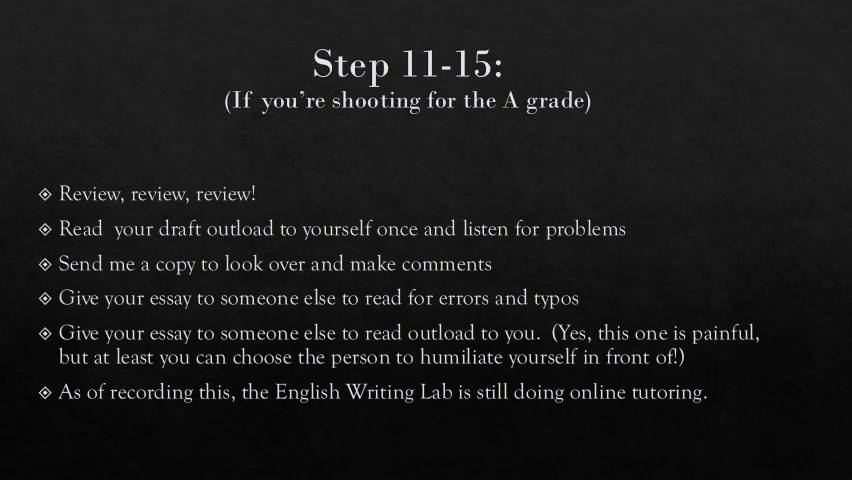 Step 11-15:
(If you're shooting for the A grade)
Review, review, review!
Read your draft outload to yourself once and listen for problems
Send me a copy to look over and make comments
Give your essay to someone else to read for errors and typos
Give your essay to someone else to read outload to you. (Yes, this one is painful,
but at least you can choose the person to humiliate yourself in front of!)
As of recording this, the English Writing Lab is still doing online tutoring.